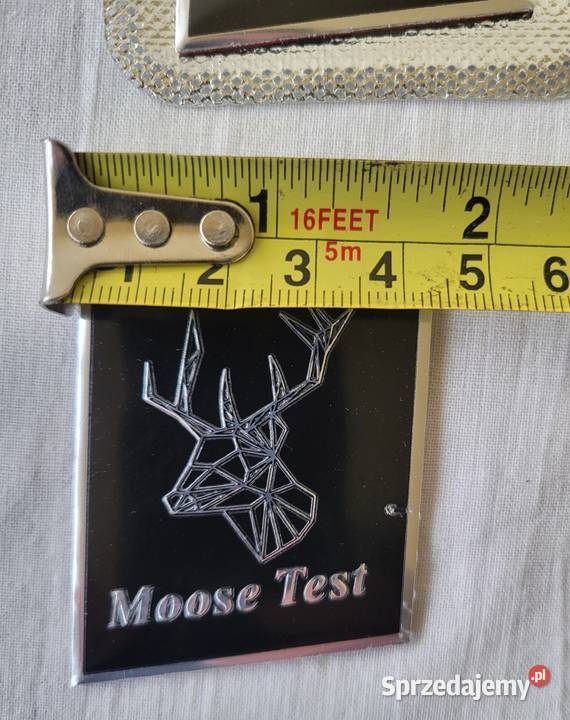 1 2
16FEET
5m
1 2 3 4 5 6
Moose Test
Sprzedajemy.pl